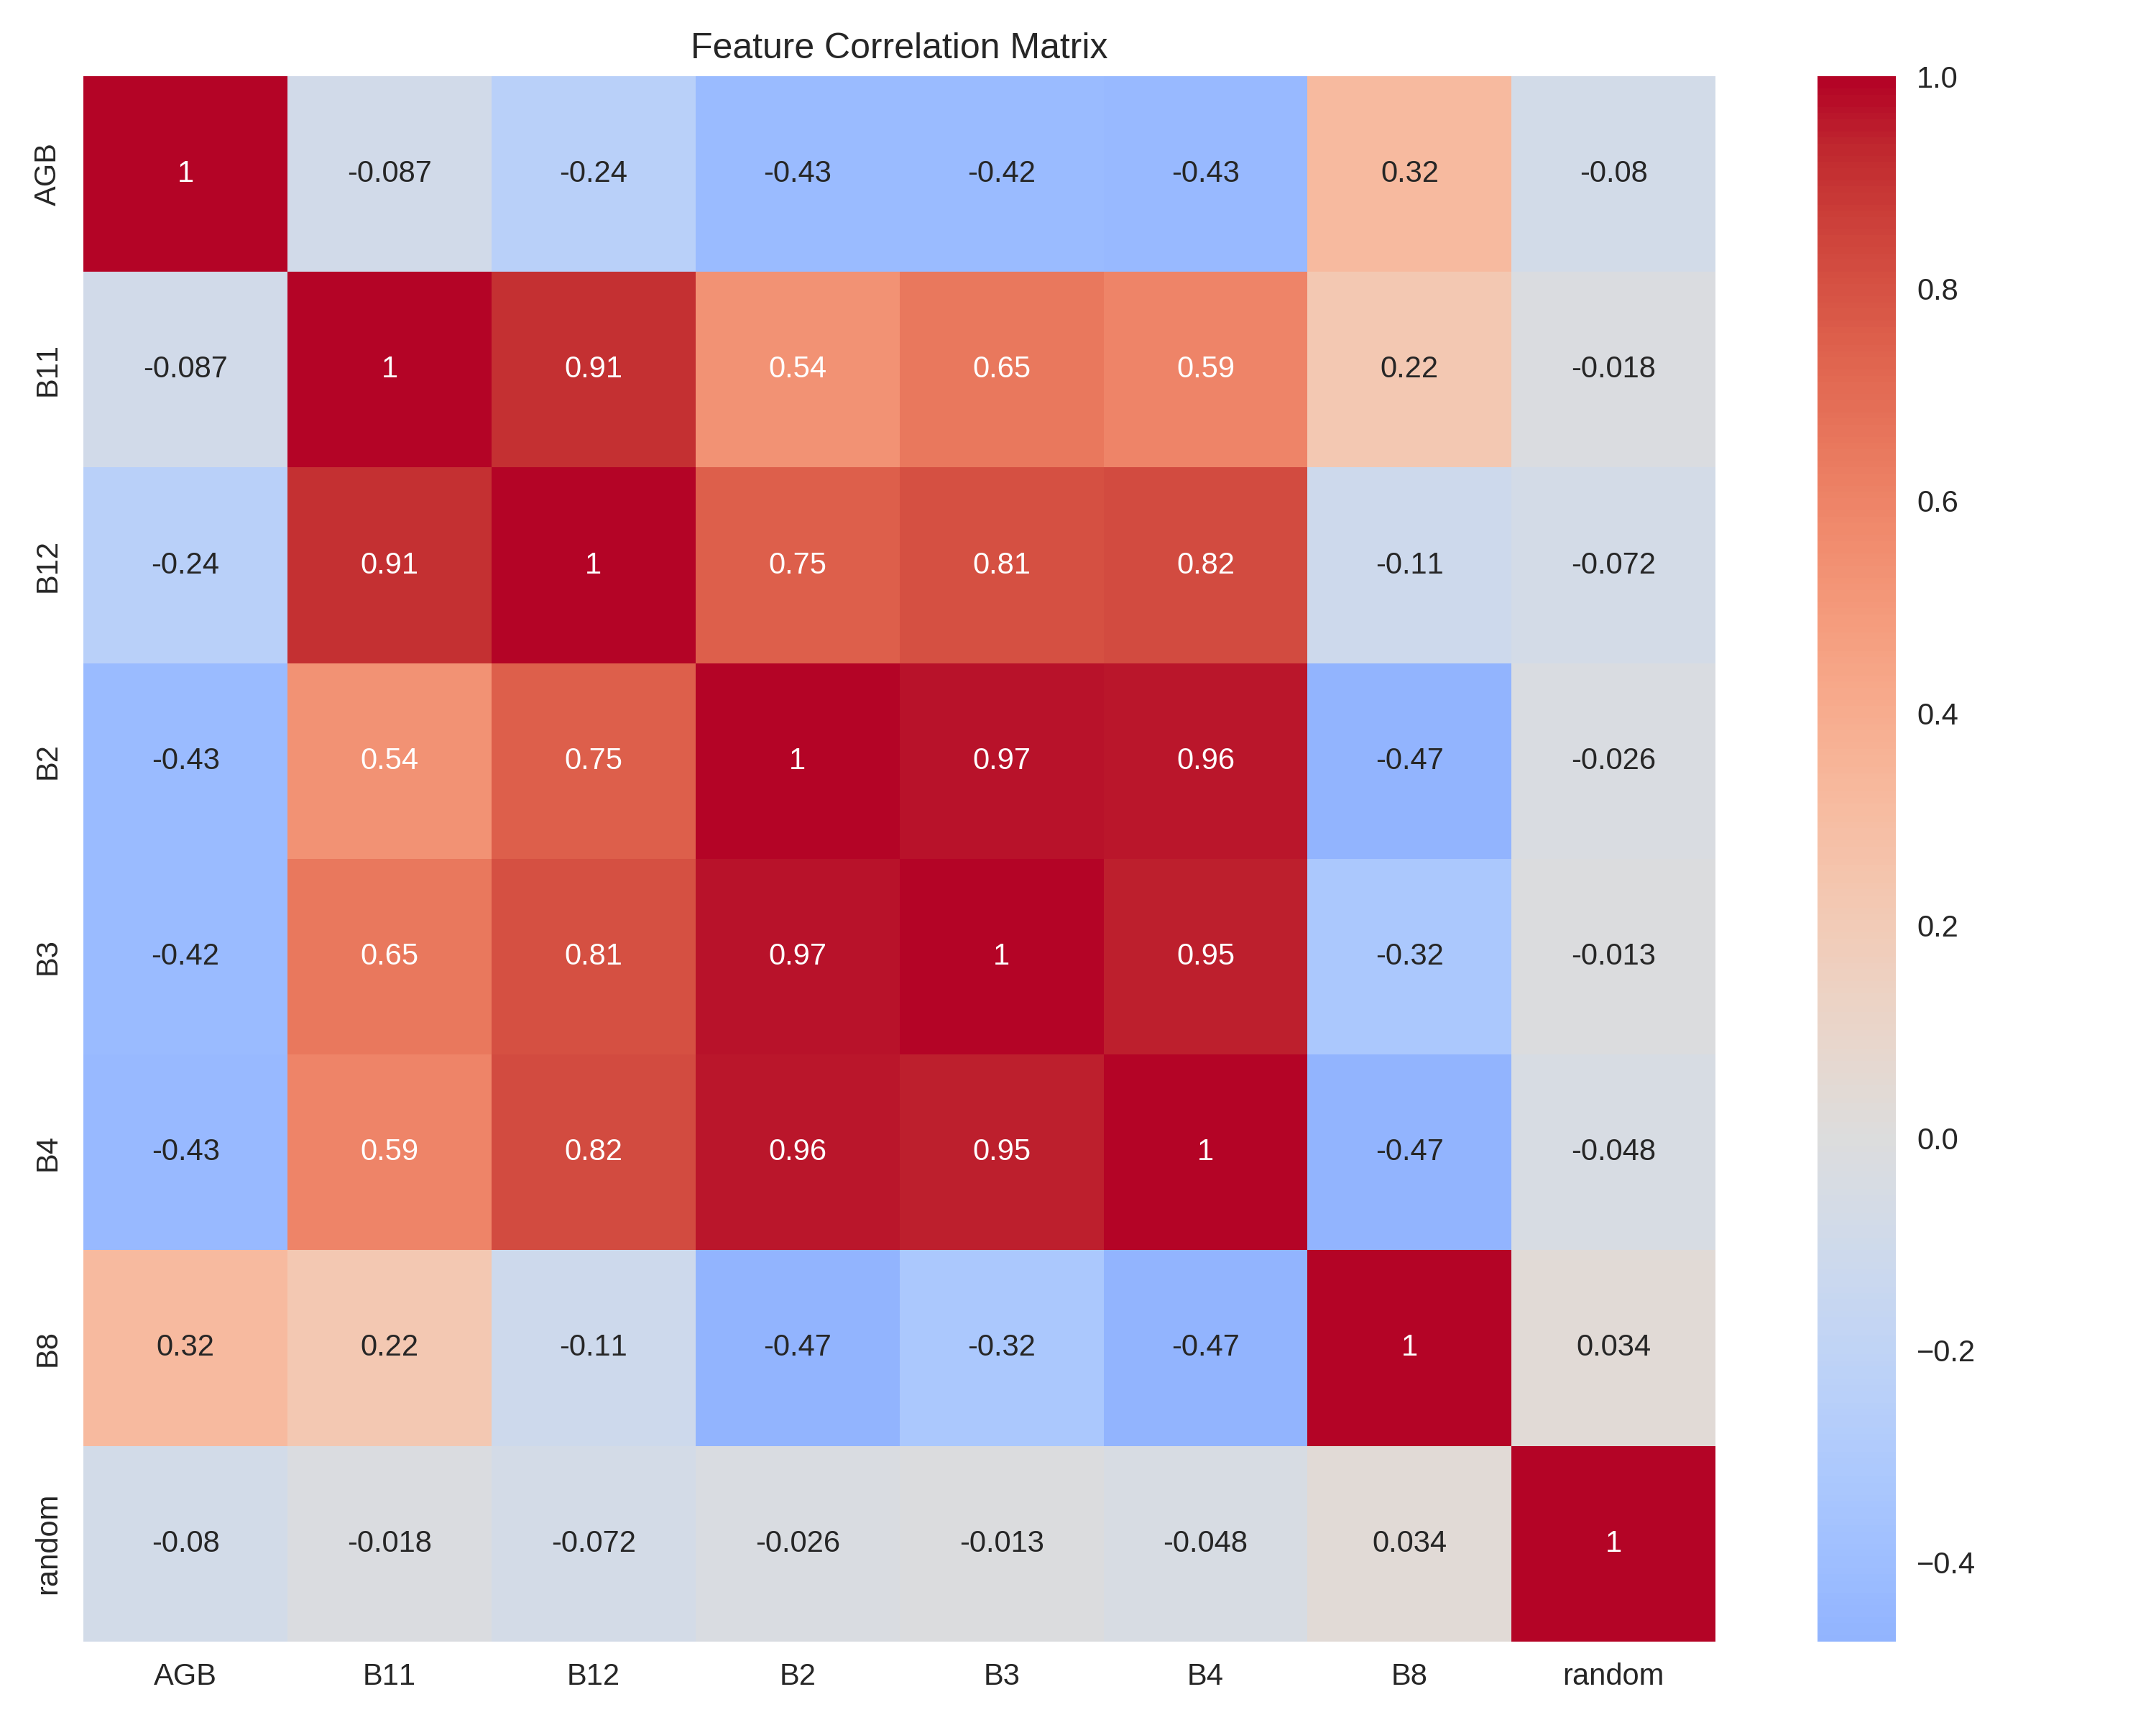 Feature Correlation Matrix
AGB 1 -0.087 -0.24 -0.43 -0.42 -0.43 0.32 -0.08
B11 -0.087 1 0.91 0.54 0.65 0.59 0.22 -0.018
B12 -0.24 0.91 1 0.75 0.81 0.82 -0.11 -0.072
B2 -0.43 0.54 0.75 1 0.97 0.96 -0.47 -0.026
B3 -0.42 0.65 0.81 0.97 1 0.95 -0.32 -0.013
B4 -0.43 0.59 0.82 0.96 0.95 1 -0.47 -0.048
B8 0.32 0.22 -0.11 -0.47 -0.32 -0.47 1 0.034
random -0.08 -0.018 -0.072 -0.026 -0.013 -0.048 0.034 1
AGB B11 B12 B2 B3 B4 B8 random
1.0
0.8
0.6
0.4
0.2
0.0
−0.2
−0.4